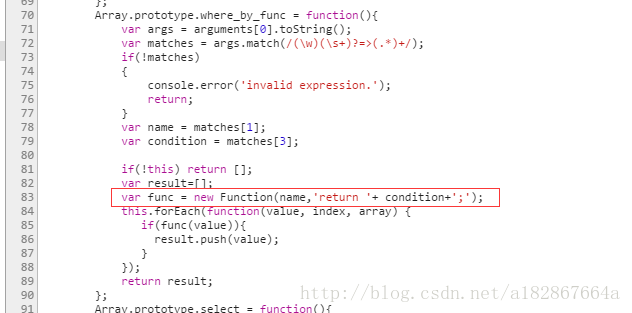 69 };
70 Array.prototype.where_by_func = function(){
71 var args = arguments[0].toString();
72 var matches = args.match(/(\w)(\s+)?=>(.*)+/);
73 if(!matches)
74 {
75 console.error('invalid expression.');
76 return;
77 }
78 var name = matches[1];
79 var condition = matches[3];
80
81 if(!this) return [];
82 var result=[];
83 var func = new Function(name,'return '+ condition+';');
84 this.forEach(function(value, index, array) {
85 if(func(value)){
86 result.push(value);
87 }
88 });
89 return result;
90 };
91 Array.prototype.select = function(){
http://blog.csdn.net/a182867664a